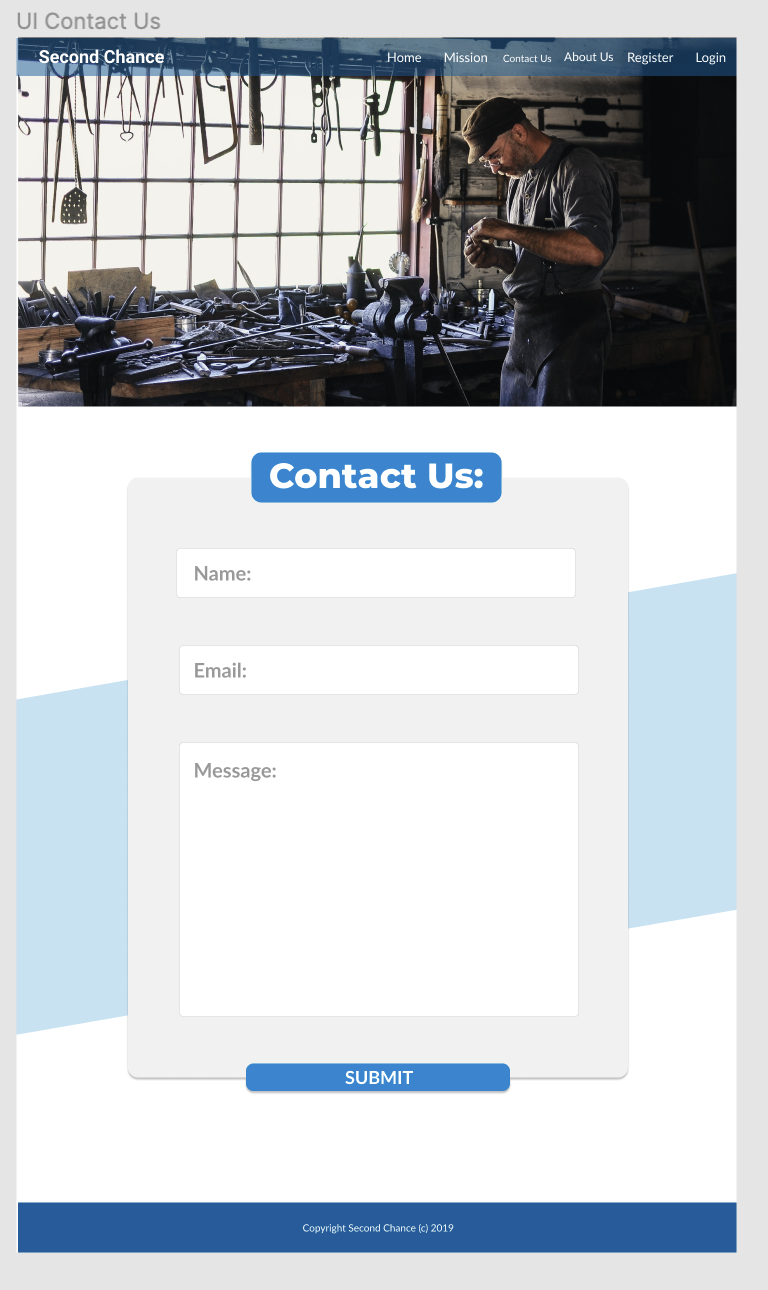 UI Contact Us
Second Chance Home Mission Contact Us About Us Register Login
Contact Us:
Name:
Email:
Message:
SUBMIT
Copyright Second Chance (c) 2019